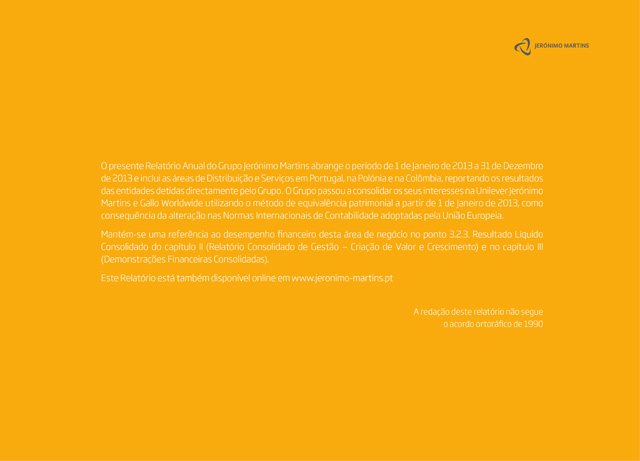 JERÓNIMO MARTINS
O presente Relatório Anual do Grupo Jerónimo Martins abrange o período de 1 de Janeiro de 2013 a 31 de Dezembro
de 2013 e inclui as áreas de Distribuição e Serviços em Portugal, na Polónia e na Colômbia, reportando os resultados
das entidades detidas directamente pelo Grupo. O Grupo passou a consolidar os seus interesses na Unilever Jerónimo
Martins e Gallo Worldwide utilizando o método de equivalência patrimonial a partir de 1 de Janeiro de 2013, como
consequência da alteração nas Normas Internacionais de Contabilidade adoptadas pela União Europeia.
Mantém-se uma referência ao desempenho financeiro desta área de negócio no ponto 3.2.3. Resultado Líquido
Consolidado do capítulo II (Relatório Consolidado de Gestão – Criação de Valor e Crescimento) e no capítulo III
(Demonstrações Financeiras Consolidadas).
Este Relatório está também disponível online em www.jeronimo-martins.pt
A redação deste relatório não segue
o acordo ortoráfico de 1990